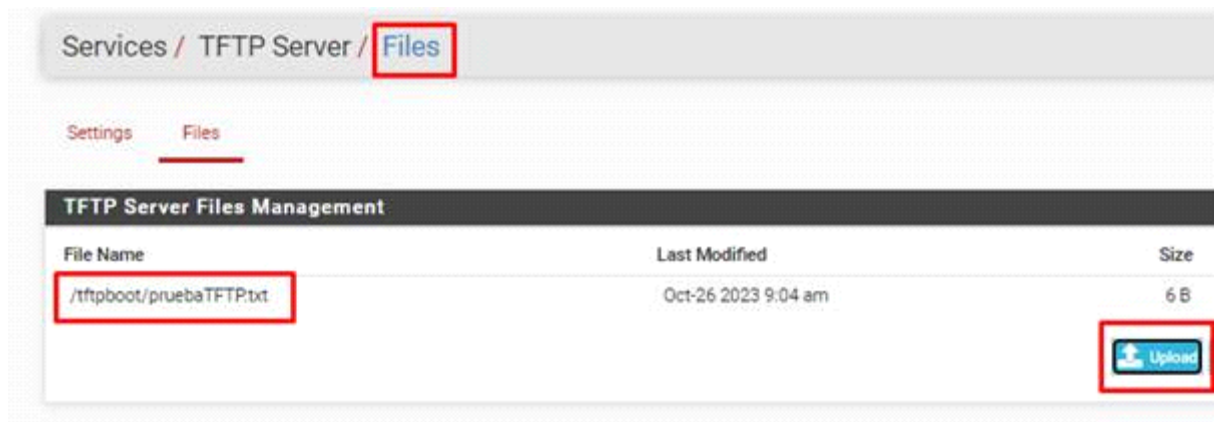 Services / TFTP Server / Files
Settings Files
TFTP Server Files Management
File Name Last Modified Size
/tftpboot/pruebaTFTP.txt Oct-26 2023 9:04 am 6 B
Upload